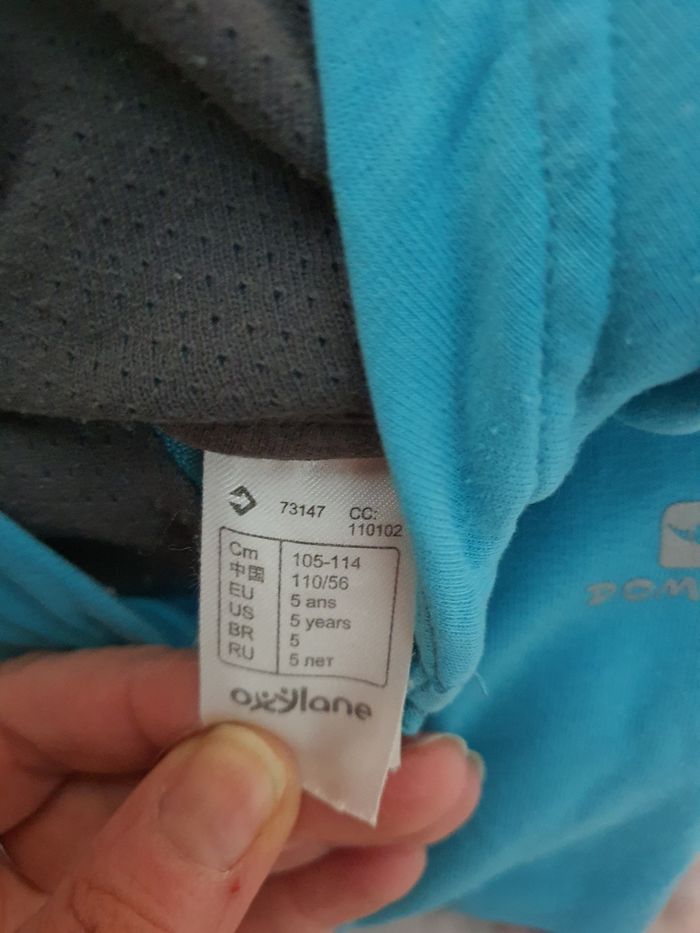 73147 CC:
110102
Cm 105-114
中国 110/56
EU 5 ans
US 5 years
BR 5
RU 5 лет
oxylane
DOM